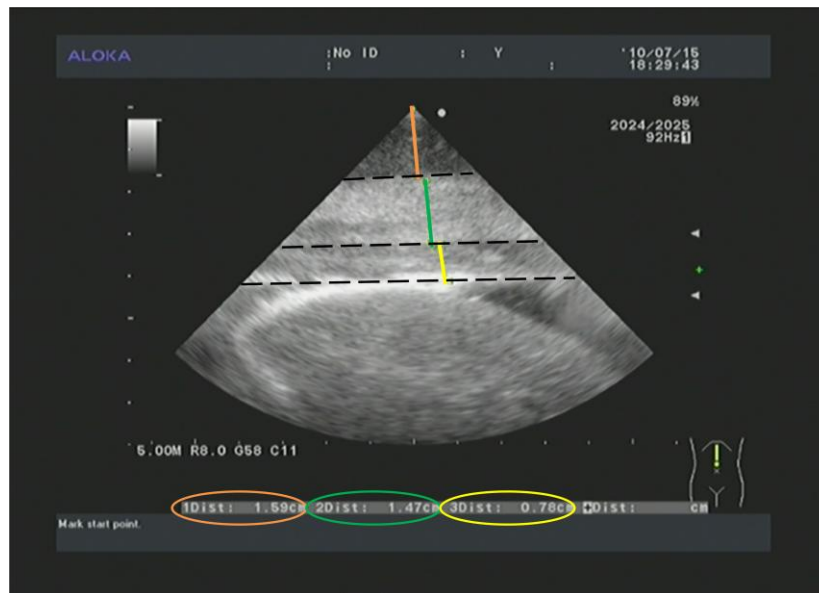 ALOKA :No ID : Y '10/07/15
: : 18:29:43
89%
2024/2025
92Hz1
5.00M R8.0 G58 C11
1Dist: 1.59cm 2Dist: 1.47cm 3Dist: 0.78cm +Dist: cm
Mark start point.